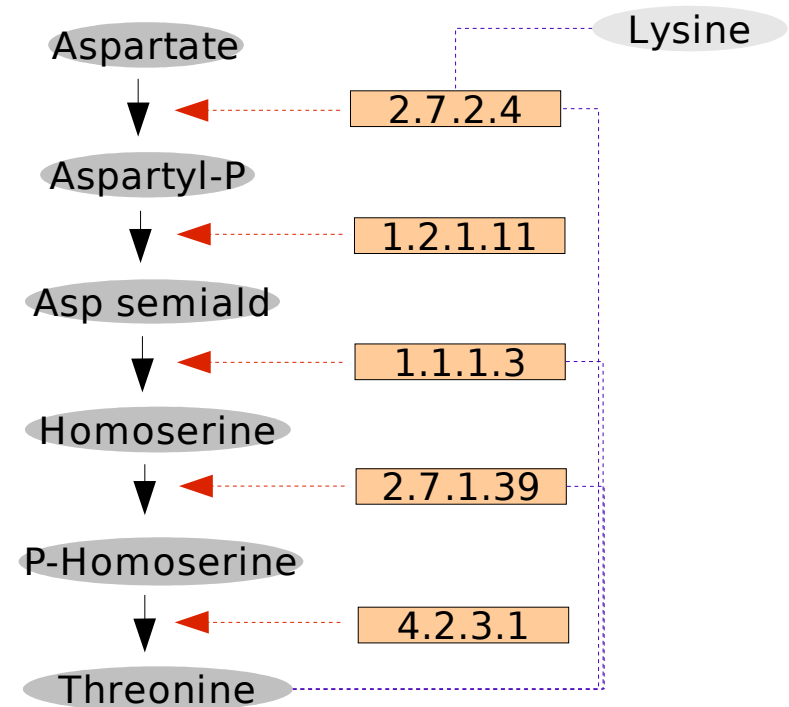 Lysine
Aspartate
2.7.2.4
Aspartyl-P
1.2.1.11
Asp semiald
1.1.1.3
Homoserine
2.7.1.39
P-Homoserine
4.2.3.1
Threonine